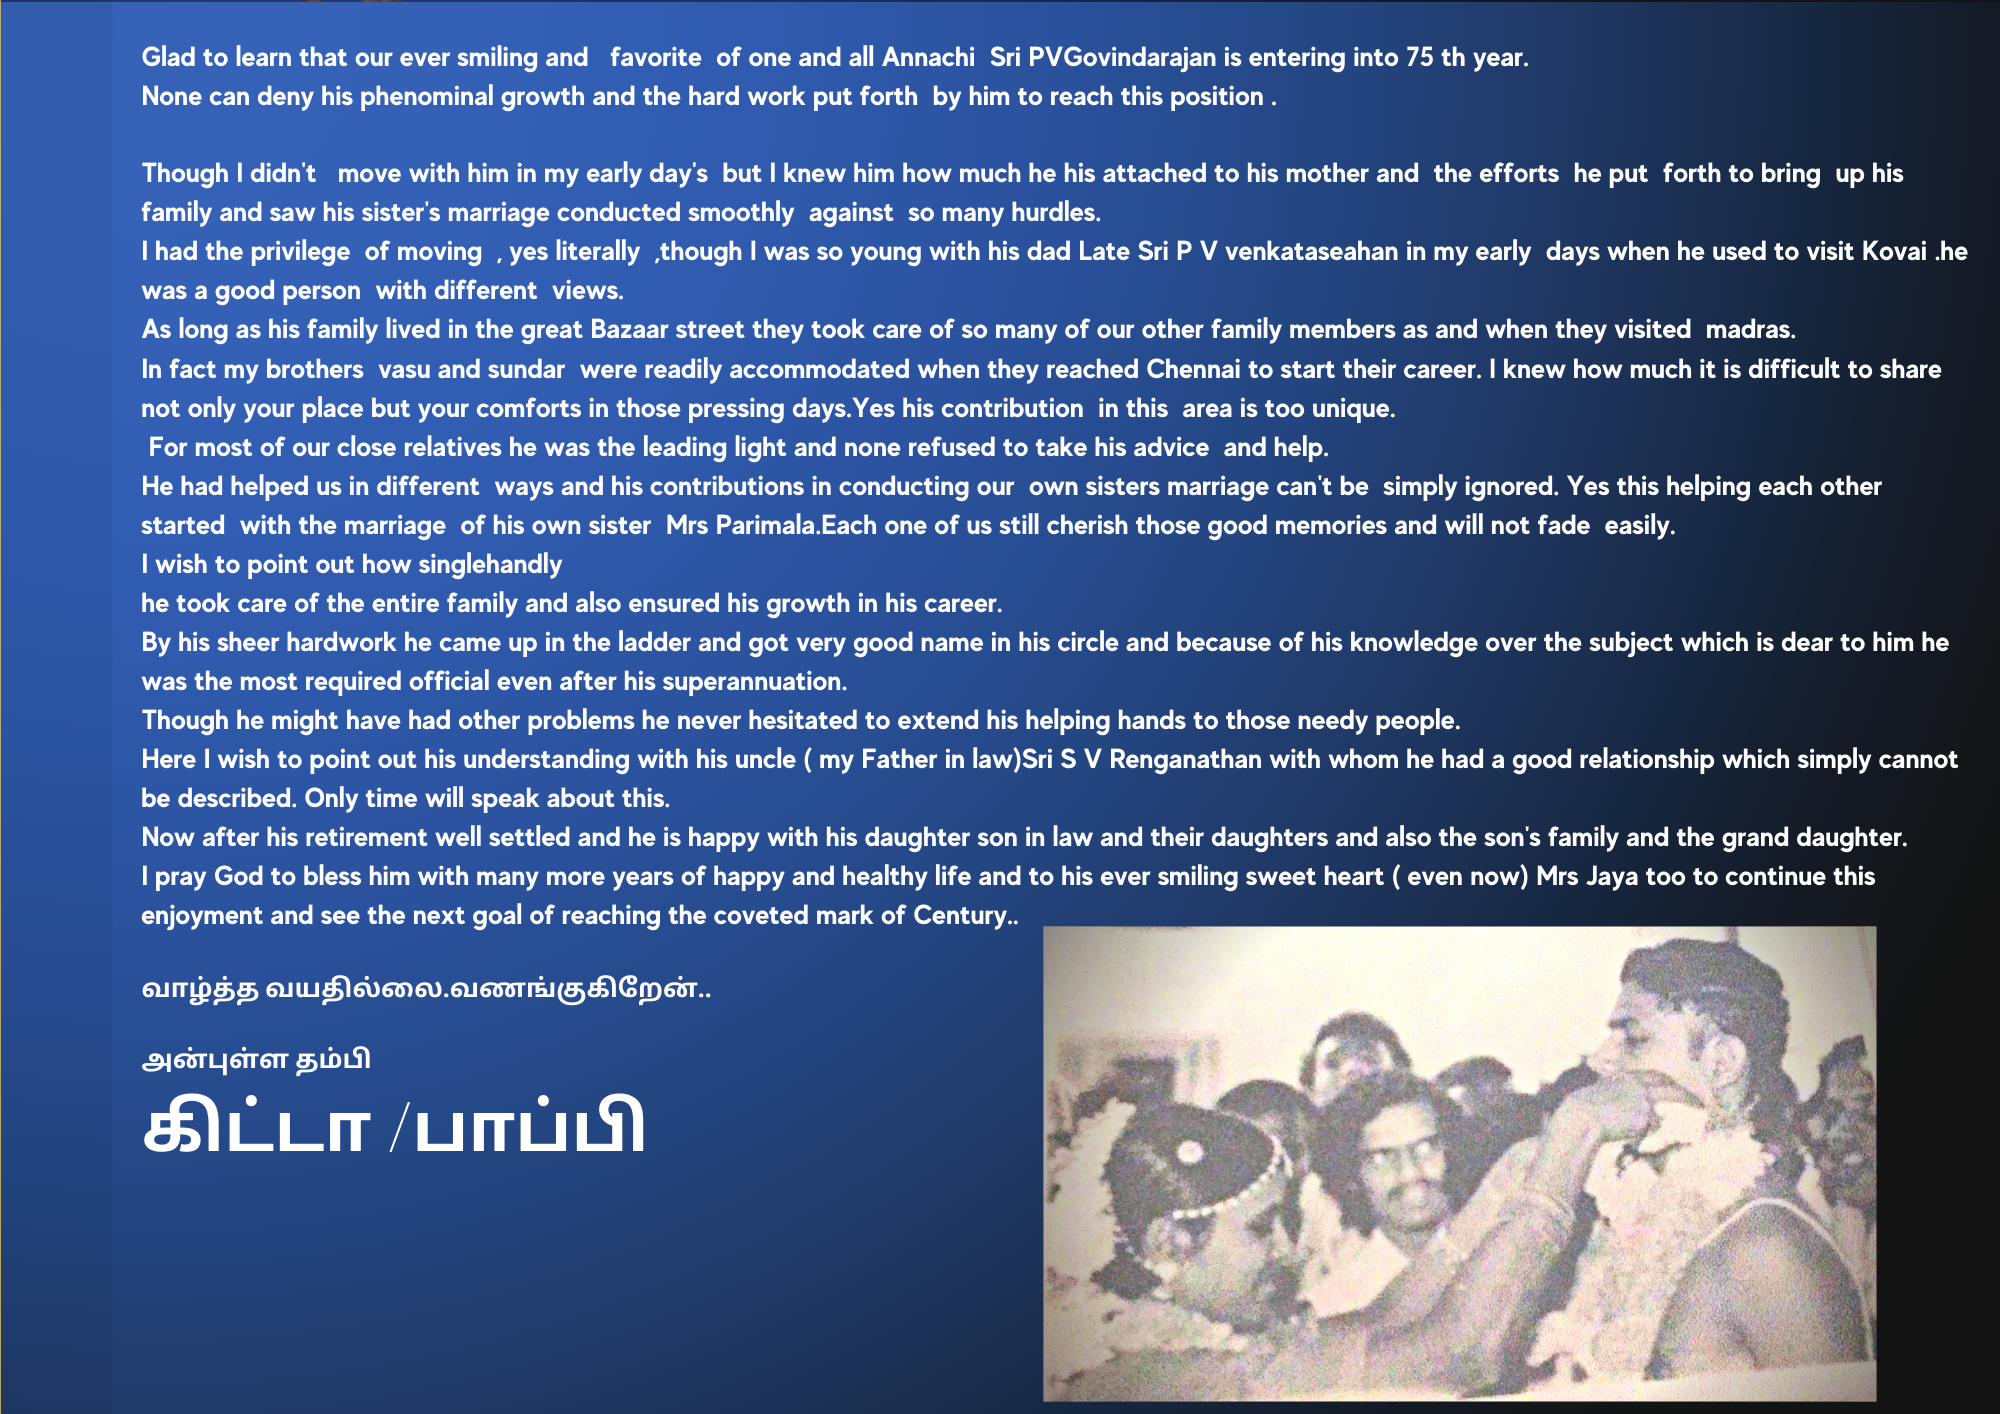 Glad to learn that our ever smiling and favorite of one and all Annachi Sri PVGovindarajan is entering into 75 th year.
None can deny his phenominal growth and the hard work put forth by him to reach this position .
Though I didn't move with him in my early day's but I knew him how much he his attached to his mother and the efforts he put forth to bring up his
family and saw his sister's marriage conducted smoothly against so many hurdles.
I had the privilege of moving , yes literally ,though I was so young with his dad Late Sri P V venkataseahan in my early days when he used to visit Kovai .he
was a good person with different views.
As long as his family lived in the great Bazaar street they took care of so many of our other family members as and when they visited madras.
In fact my brothers vasu and sundar were readily accommodated when they reached Chennai to start their career. I knew how much it is difficult to share
not only your place but your comforts in those pressing days.Yes his contribution in this area is too unique.
For most of our close relatives he was the leading light and none refused to take his advice and help.
He had helped us in different ways and his contributions in conducting our own sisters marriage can't be simply ignored. Yes this helping each other
started with the marriage of his own sister Mrs Parimala.Each one of us still cherish those good memories and will not fade easily.
I wish to point out how singlehandly
he took care of the entire family and also ensured his growth in his career.
By his sheer hardwork he came up in the ladder and got very good name in his circle and because of his knowledge over the subject which is dear to him he
was the most required official even after his superannuation.
Though he might have had other problems he never hesitated to extend his helping hands to those needy people.
Here I wish to point out his understanding with his uncle ( my Father in law)Sri S V Renganathan with whom he had a good relationship which simply cannot
be described. Only time will speak about this.
Now after his retirement well settled and he is happy with his daughter son in law and their daughters and also the son's family and the grand daughter.
I pray God to bless him with many more years of happy and healthy life and to his ever smiling sweet heart ( even now) Mrs Jaya too to continue this
enjoyment and see the next goal of reaching the coveted mark of Century..
வாழ்த்த வயதில்லை.வணங்குகிறேன்..
அன்புள்ள தம்பி
கிட்டா /பாப்பி